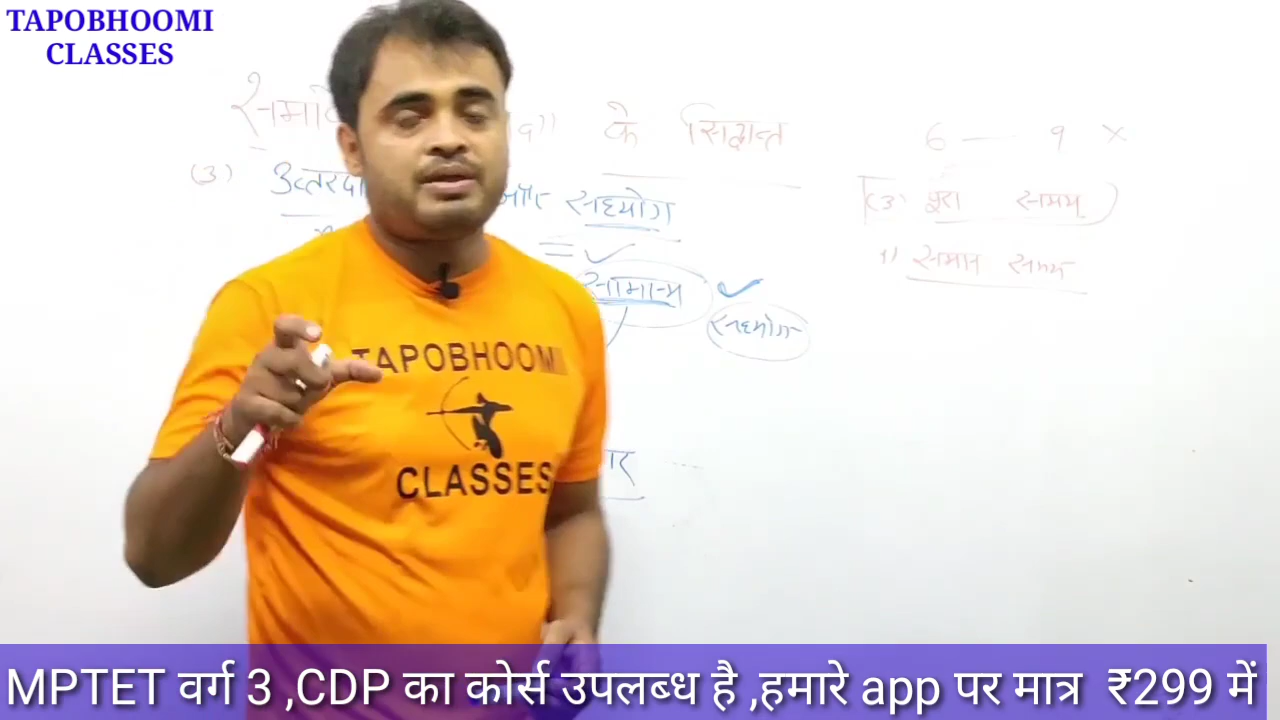 TAPOBHOOMI
CLASSES
के सिद्धान्त
(3)
और सहयोग
सामान्य
सहयोग
6 — 9 ×
(3) पूरा समय
1) समान समय
TAPOBHOOMI
CLASSES
MPTET वर्ग 3 ,CDP का कोर्स उपलब्ध है ,हमारे app पर मात्र ₹299 में